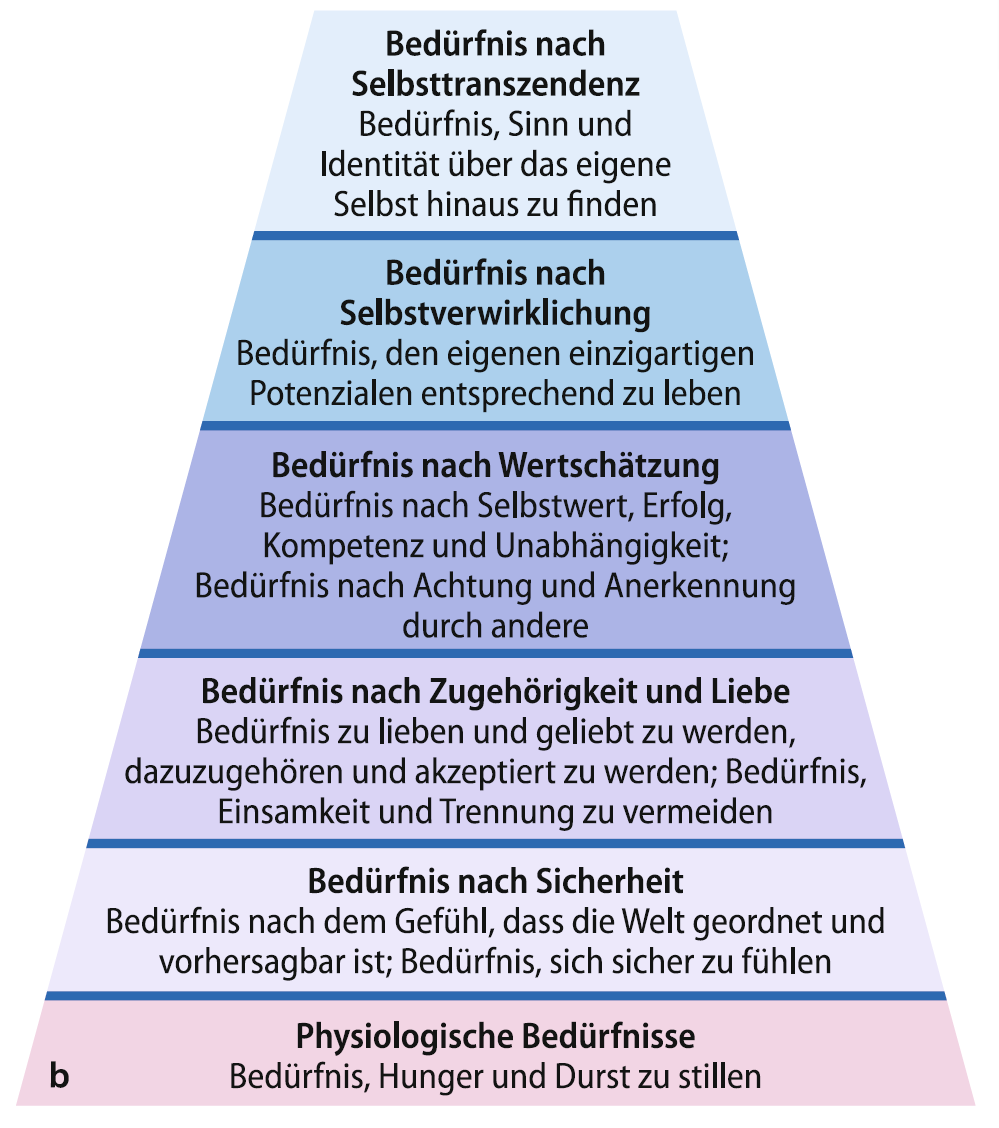 Bedürfnis nach
Selbsttranszendenz
Bedürfnis, Sinn und
Identität über das eigene
Selbst hinaus zu finden
Bedürfnis nach
Selbstverwirklichung
Bedürfnis, den eigenen einzigartigen
Potenzialen entsprechend zu leben
Bedürfnis nach Wertschätzung
Bedürfnis nach Selbstwert, Erfolg,
Kompetenz und Unabhängigkeit;
Bedürfnis nach Achtung und Anerkennung
durch andere
Bedürfnis nach Zugehörigkeit und Liebe
Bedürfnis zu lieben und geliebt zu werden,
dazuzugehören und akzeptiert zu werden; Bedürfnis,
Einsamkeit und Trennung zu vermeiden
Bedürfnis nach Sicherheit
Bedürfnis nach dem Gefühl, dass die Welt geordnet und
vorhersagbar ist; Bedürfnis, sich sicher zu fühlen
Physiologische Bedürfnisse
b Bedürfnis, Hunger und Durst zu stillen